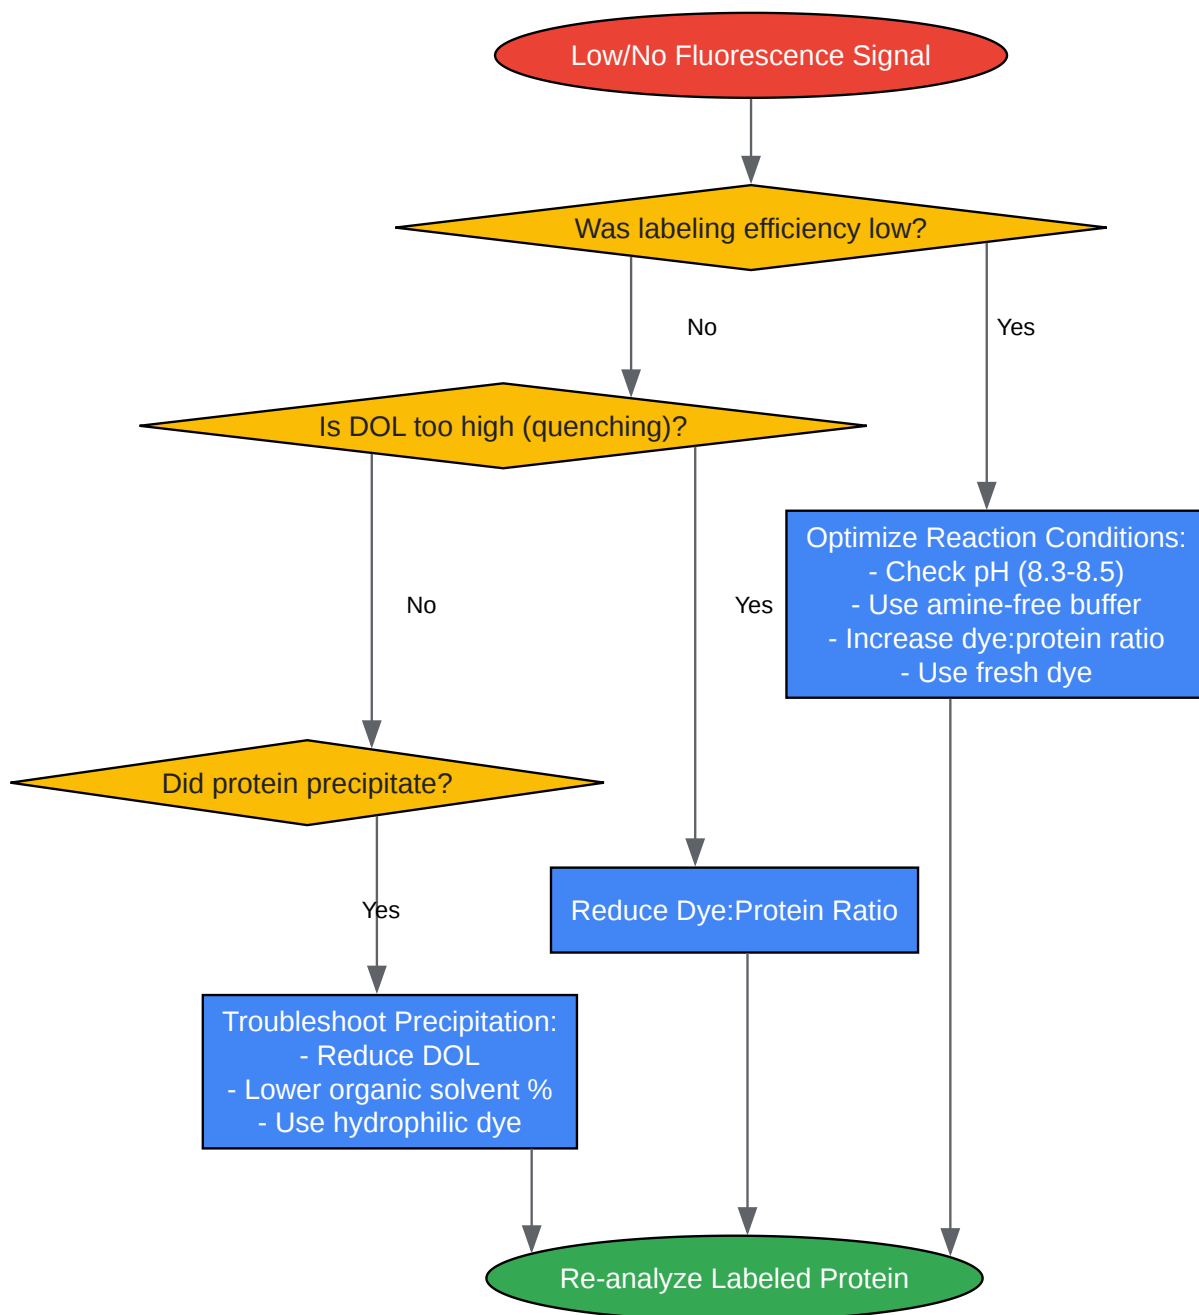 Low/No Fluorescence Signal
Was labeling efficiency low?
No
Yes
Is DOL too high (quenching)?
Optimize Reaction Conditions:
- Check pH (8.3-8.5)
- Use amine-free buffer
- Increase dye:protein ratio
- Use fresh dye
No
Yes
Did protein precipitate?
Yes
Reduce Dye:Protein Ratio
Troubleshoot Precipitation:
- Reduce DOL
- Lower organic solvent %
- Use hydrophilic dye
Re-analyze Labeled Protein